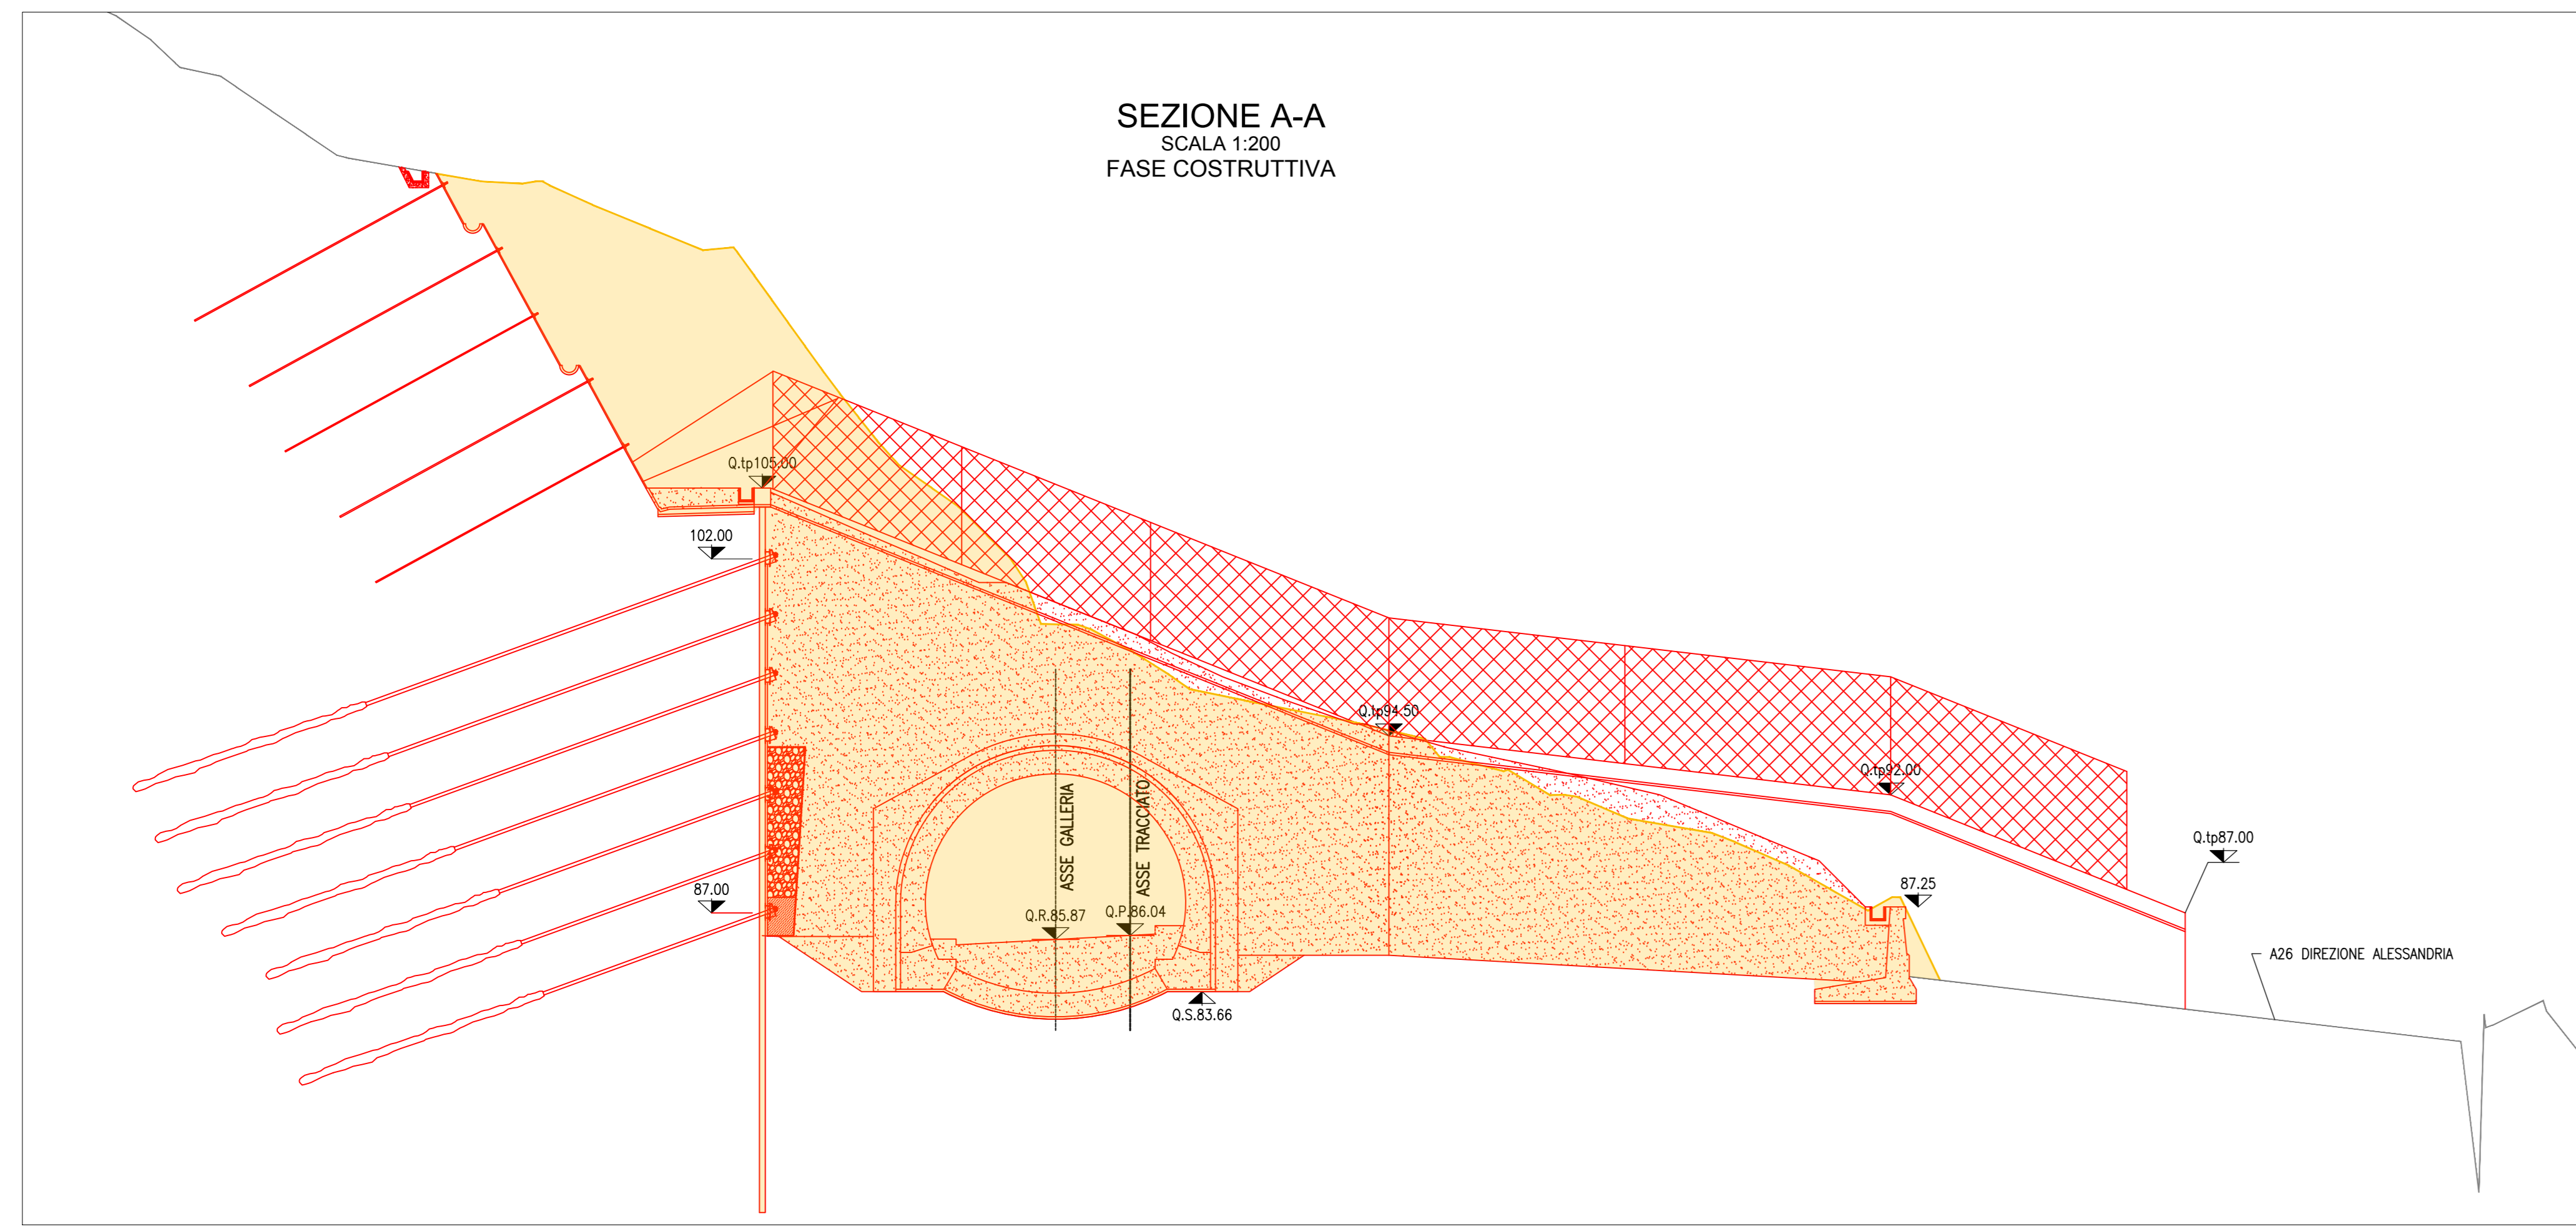 SEZIONE A-A
SCALA 1:200
FASE COSTRUTTIVA
Q.tp105.00
102.00
Q.tp94.50
Q.tp92.00
ASSE GALLERIA
ASSE TRACCIATO
Q.tp87.00
87.00
87.25
Q.R.85.87
Q.P.86.04
A26 DIREZIONE ALESSANDRIA
Q.S.83.66